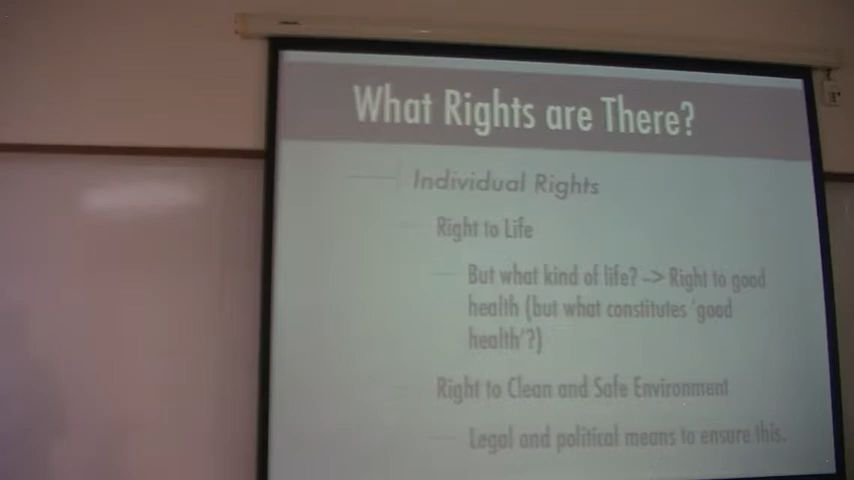 What Rights are There?
Individual Rights
Right to Life
But what kind of life? -> Right to good
health (but what constitutes 'good
health'?)
Right to Clean and Safe Environment
Legal and political means to ensure this.